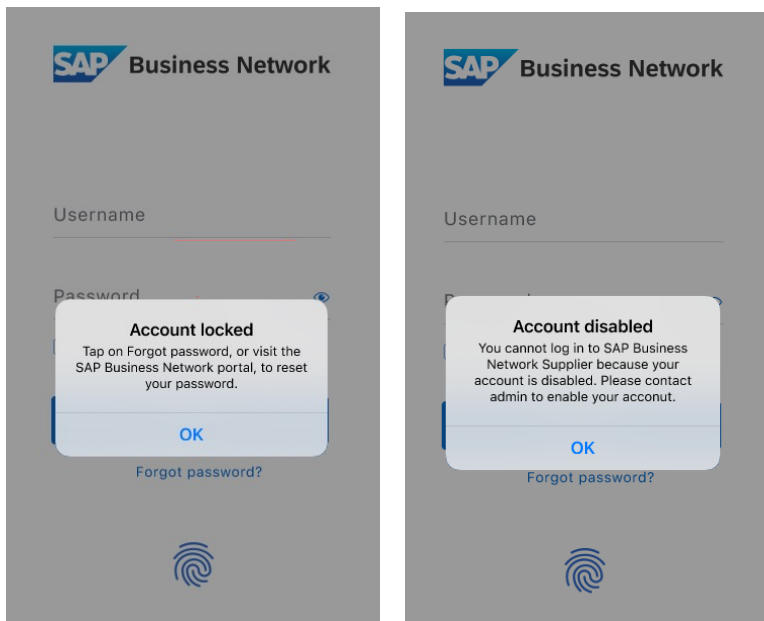 SAP Business Network
Username
Password
Account locked
Tap on Forgot password, or visit the
SAP Business Network portal, to reset
your password.
OK
Forgot password?
SAP Business Network
Username
Account disabled
You cannot log in to SAP Business
Network Supplier because your
account is disabled. Please contact
admin to enable your acconut.
OK
Forgot password?